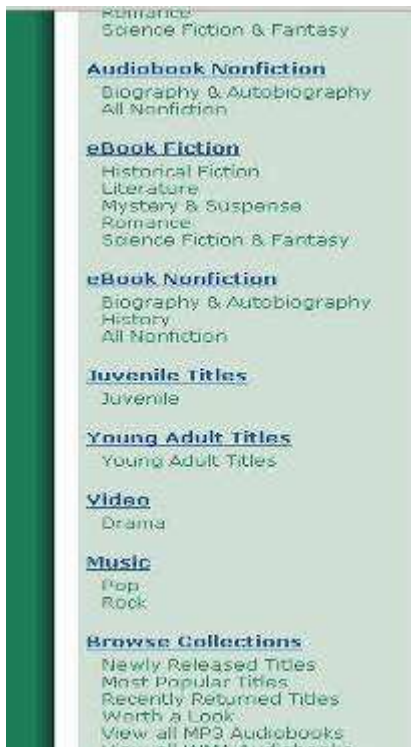 Romance
Science Fiction & Fantasy
Audiobook Nonfiction
Biography & Autobiography
All Nonfiction
eBook Fiction
Historical Fiction
Literature
Mystery & Suspense
Romance
Science Fiction & Fantasy
eBook Nonfiction
Biography & Autobiography
History
All Nonfiction
Juvenile Titles
Juvenile
Young Adult Titles
Young Adult Titles
Video
Drama
Music
Pop
Rock
Browse Collections
Newly Released Titles
Most Popular Titles
Recently Returned Titles
Worth a Look
View all MP3 Audiobooks